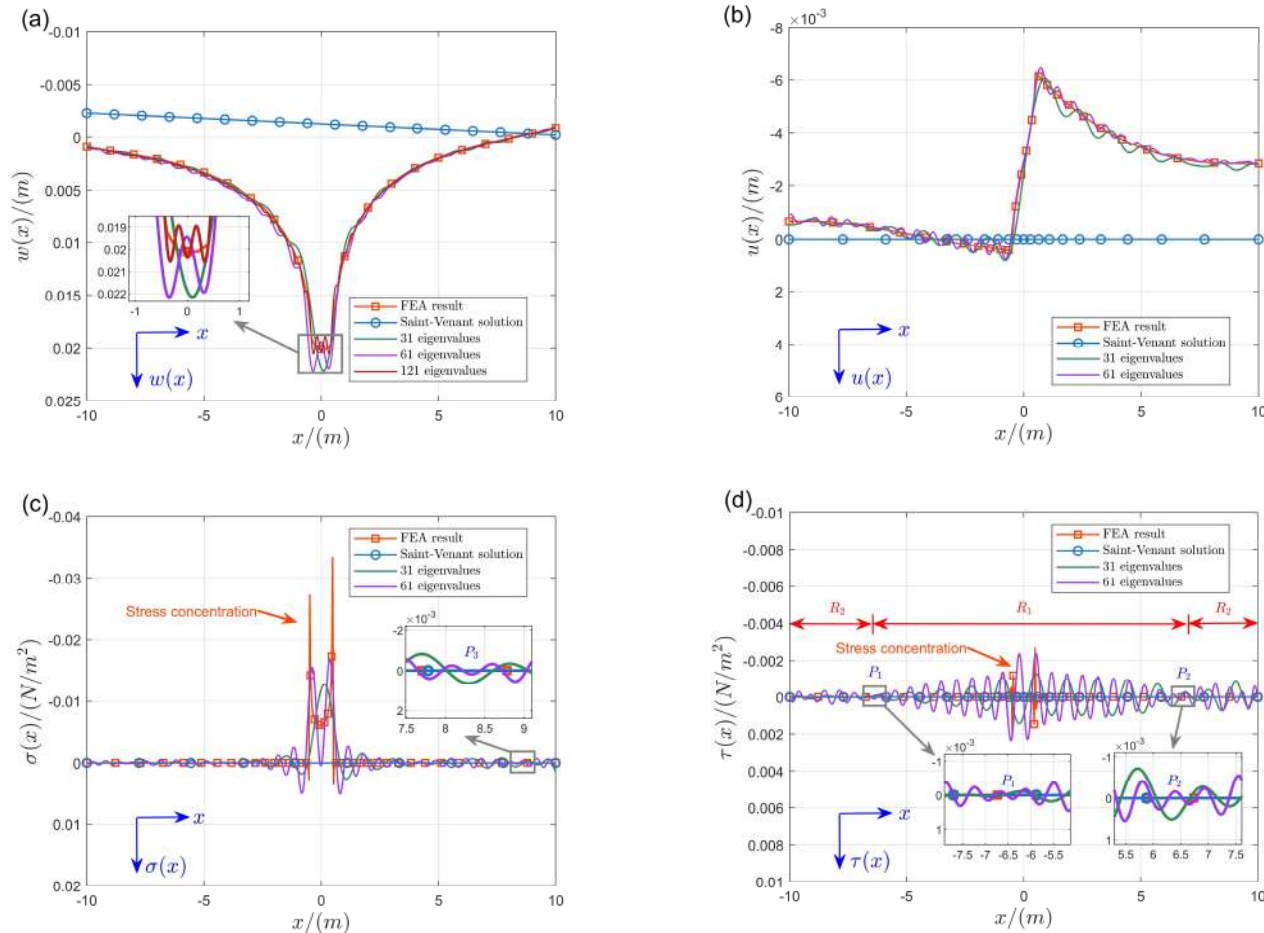 (a)
-0.01
-0.005
0
0.005
0.01
0.015
0.02
0.025
w(x)/(m)
0.019
0.02
0.021
0.022
-1 0 1
FEA result
Saint-Venant solution
31 eigenvalues
61 eigenvalues
121 eigenvalues
x
w(x)
-10 -5 0 5 10
x/(m)
(b)
×10⁻³
-8
-6
-4
-2
0
2
4
6
u(x)/(m)
FEA result
Saint-Venant solution
31 eigenvalues
61 eigenvalues
x
u(x)
-10 -5 0 5 10
x/(m)
(c)
-0.04
-0.03
-0.02
-0.01
0
0.01
0.02
σ(x)/(N/m²)
FEA result
Saint-Venant solution
31 eigenvalues
61 eigenvalues
Stress concentration
×10⁻³
-2
0
2
P₃
7.5 8 8.5 9
x
σ(x)
-10 -5 0 5 10
x/(m)
(d)
-0.01
-0.008
-0.006
-0.004
-0.002
0
0.002
0.004
0.006
0.008
0.01
τ(x)/(N/m²)
FEA result
Saint-Venant solution
31 eigenvalues
61 eigenvalues
R₂ R₁ R₂
Stress concentration
P₁ P₂
×10⁻³
-1
0
1
P₁
-7.5 -7 -6.5 -6 -5.5
×10⁻³
-1
0
1
P₂
5.5 6 6.5 7 7.5
x
τ(x)
-10 -5 0 5 10
x/(m)